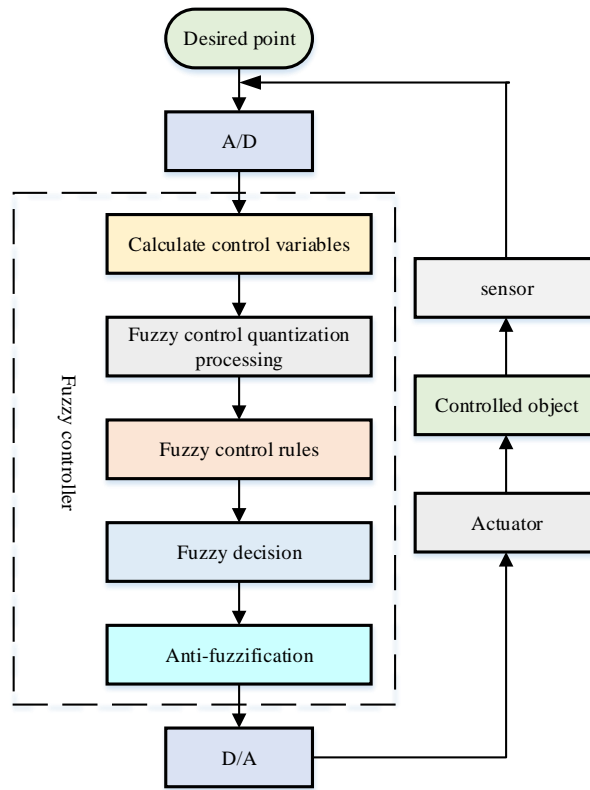 Desired point
A/D
Calculate control variables
Fuzzy control quantization
processing
Fuzzy control rules
Fuzzy decision
Anti-fuzzification
D/A
Fuzzy controller
sensor
Controlled object
Actuator